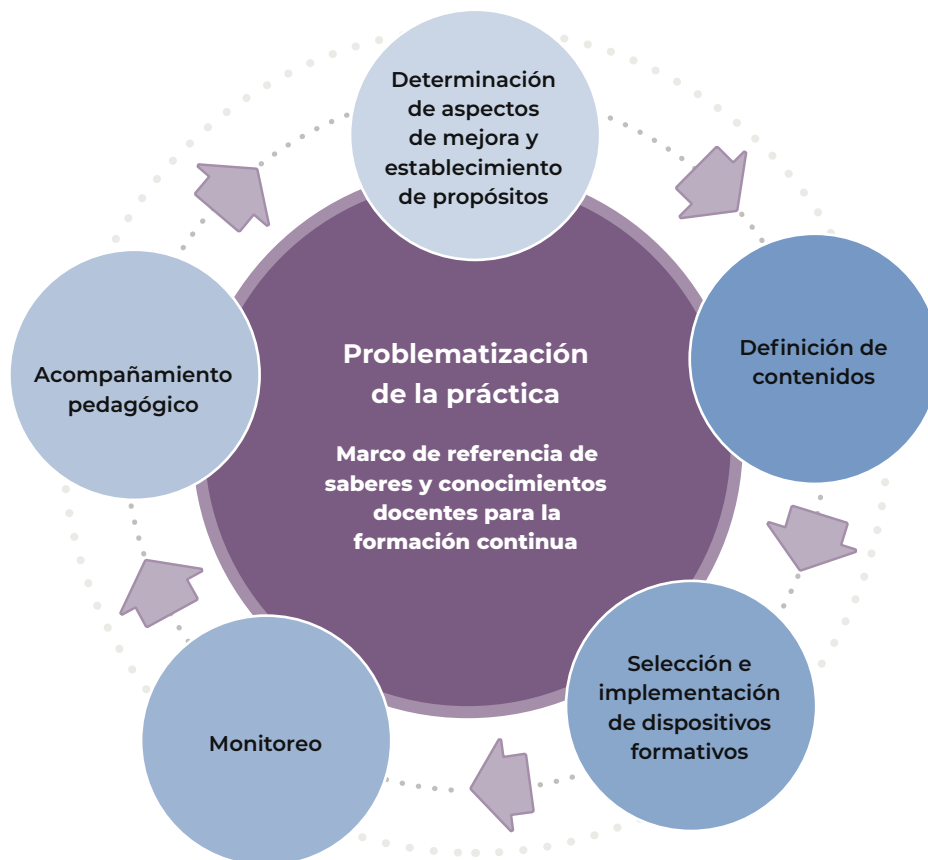 Determinación
de aspectos
de mejora y
establecimiento
de propósitos
Definición de
contenidos
Selección e
implementación
de dispositivos
formativos
Monitoreo
Acompañamiento
pedagógico
Problematización
de la práctica
Marco de referencia de
saberes y conocimientos
docentes para la
formación continua